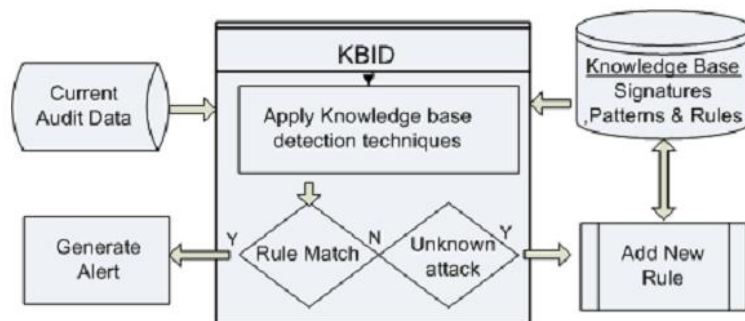 KBID
Current
Audit Data
Apply Knowledge base
detection techniques
Knowledge Base
Signatures
,Patterns & Rules
Generate
Alert
Y
Rule Match
N
Unknown
attack
Y
Add New
Rule